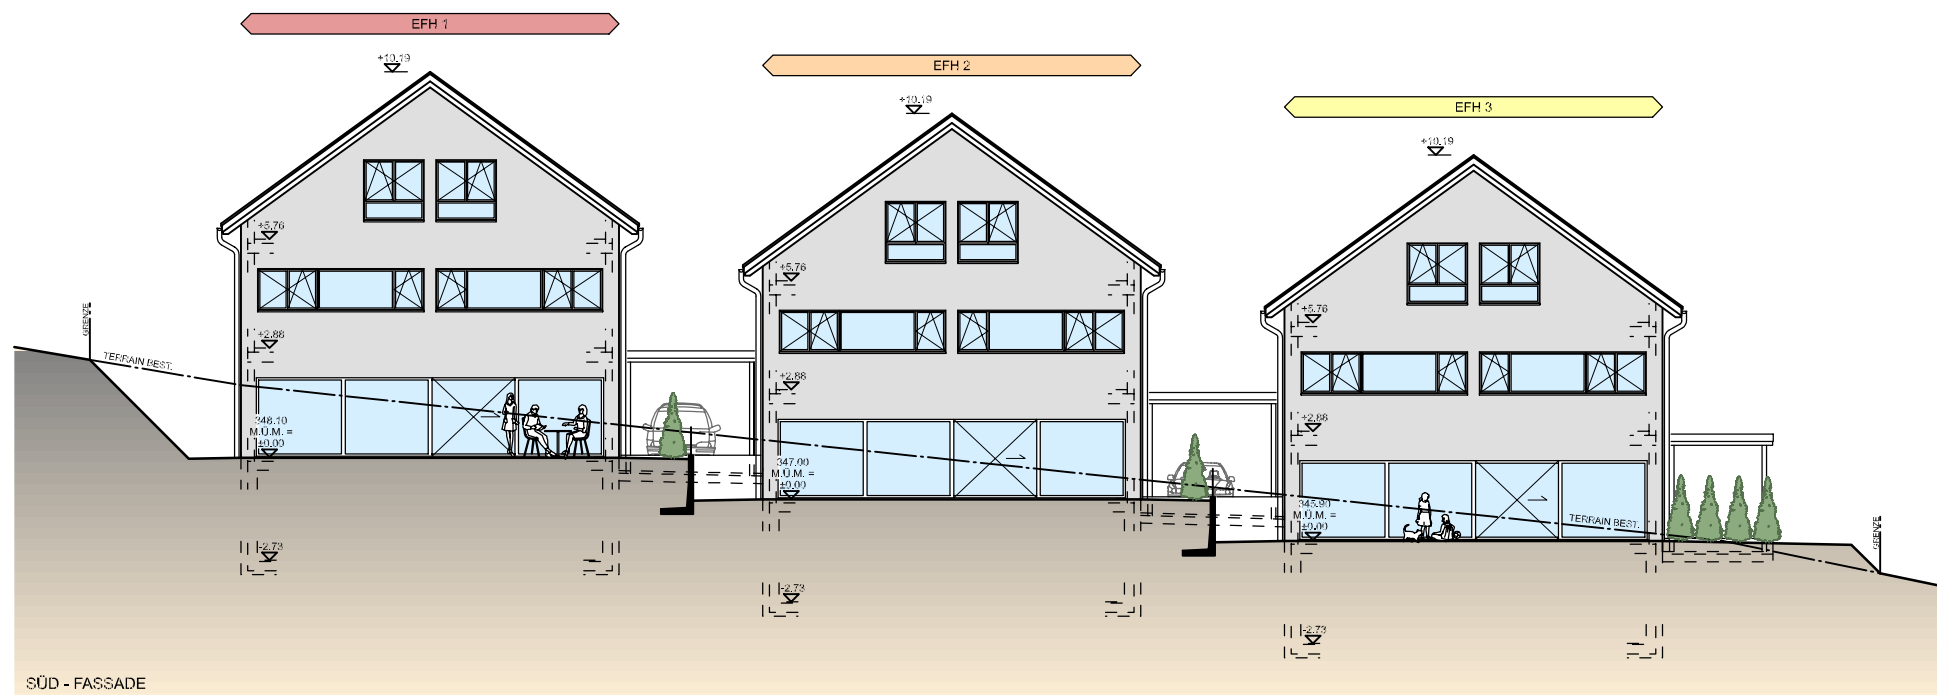 EFH 1
+10.19
EFH 2
+10.19
EFH 3
+10.19
+5.76
+5.76
+5.76
GRENZE
TERRAIN BEST.
+2.88
+2.88
+2.88
348.10
M.Ü.M. =
±0.00
347.00
M.Ü.M. =
±0.00
345.90
M.Ü.M. =
±0.00
TERRAIN BEST.
GRENZE
-2.73
-2.73
-2.73
SÜD - FASSADE